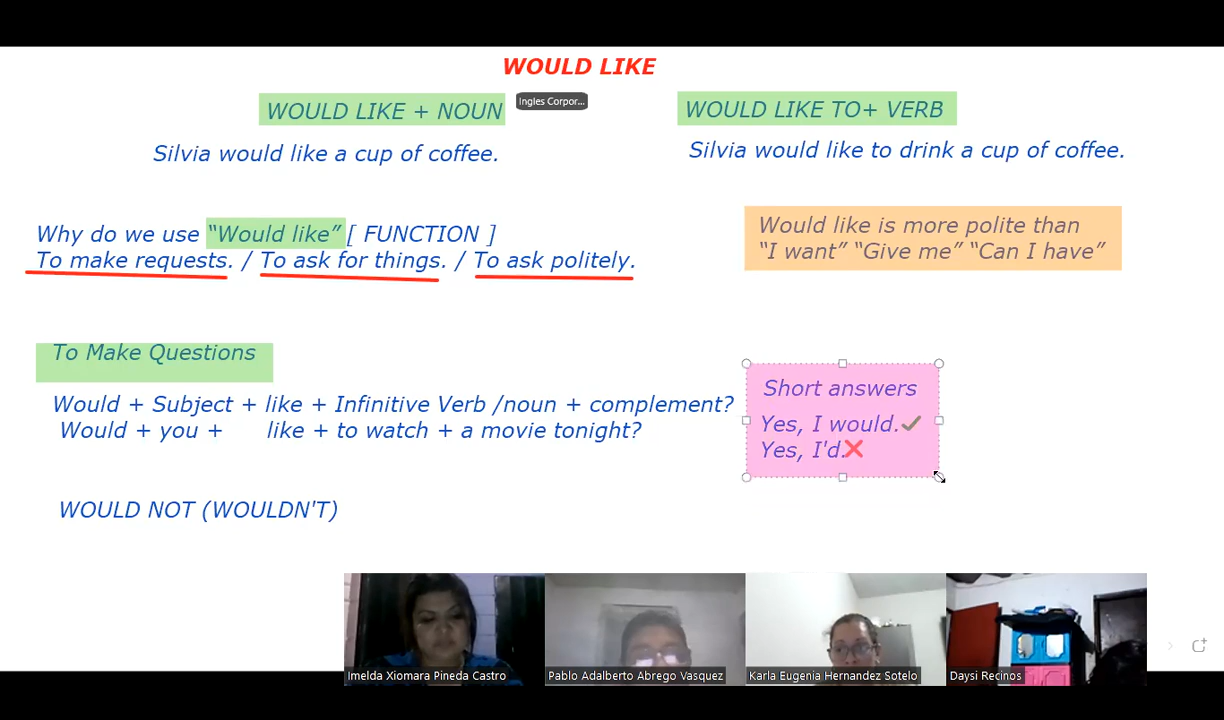 WOULD LIKE
Ingles Corpor...
WOULD LIKE + NOUN
WOULD LIKE TO+ VERB
Silvia would like a cup of coffee.
Silvia would like to drink a cup of coffee.
Why do we use “Would like” [ FUNCTION ]
To make requests. / To ask for things. / To ask politely.
Would like is more polite than
“I want” “Give me” “Can I have”
To Make Questions
Would + Subject + like + Infinitive Verb /noun + complement?
Would + you + like + to watch + a movie tonight?
Short answers
Yes, I would.✔
Yes, I'd.❌
WOULD NOT (WOULDN'T)
Imelda Xiomara Pineda Castro
Pablo Adalberto Abrego Vasquez
Karla Eugenia Hernandez Sotelo
Daysi Recinos